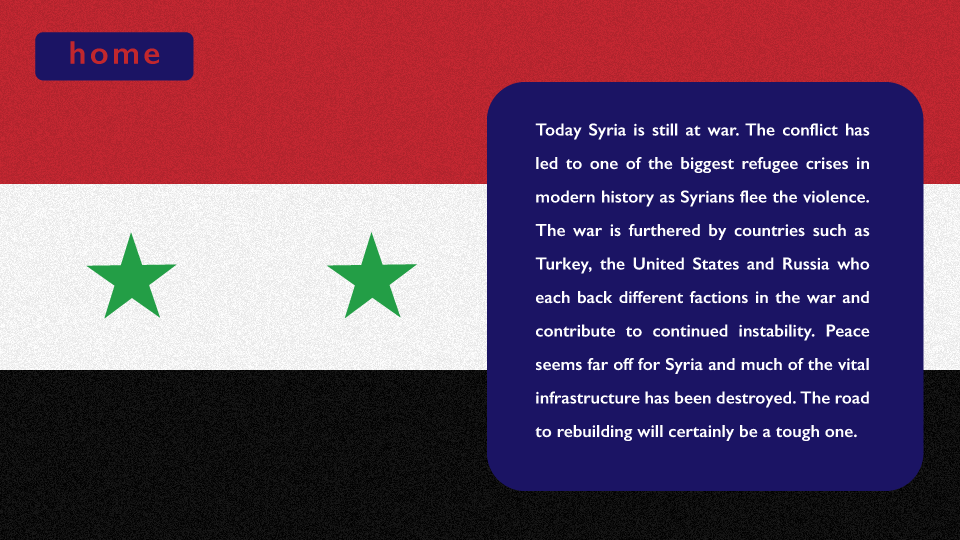 home
Today Syria is still at war. The conflict has
led to one of the biggest refugee crises in
modern history as Syrians flee the violence.
The war is furthered by countries such as
Turkey, the United States and Russia who
each back different factions in the war and
contribute to continued instability. Peace
seems far off for Syria and much of the vital
infrastructure has been destroyed. The road
to rebuilding will certainly be a tough one.